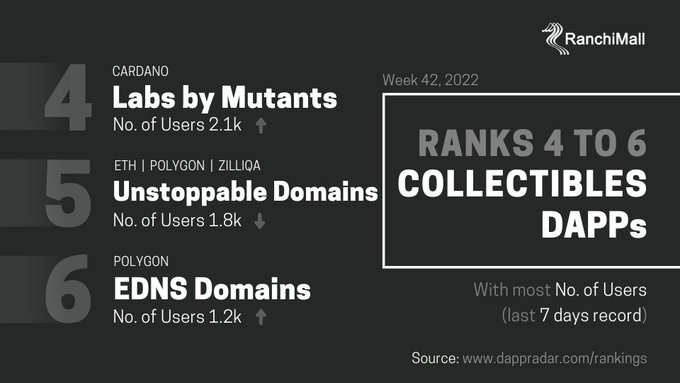 RanchiMall
4
CARDANO
Labs by Mutants
No. of Users 2.1k
5
ETH | POLYGON | ZILLIQA
Unstoppable Domains
No. of Users 1.8k
6
POLYGON
EDNS Domains
No. of Users 1.2k
Week 42, 2022
RANKS 4 TO 6
COLLECTIBLES
DAPPs
With most No. of Users
(last 7 days record)
Source: www.dappradar.com/rankings